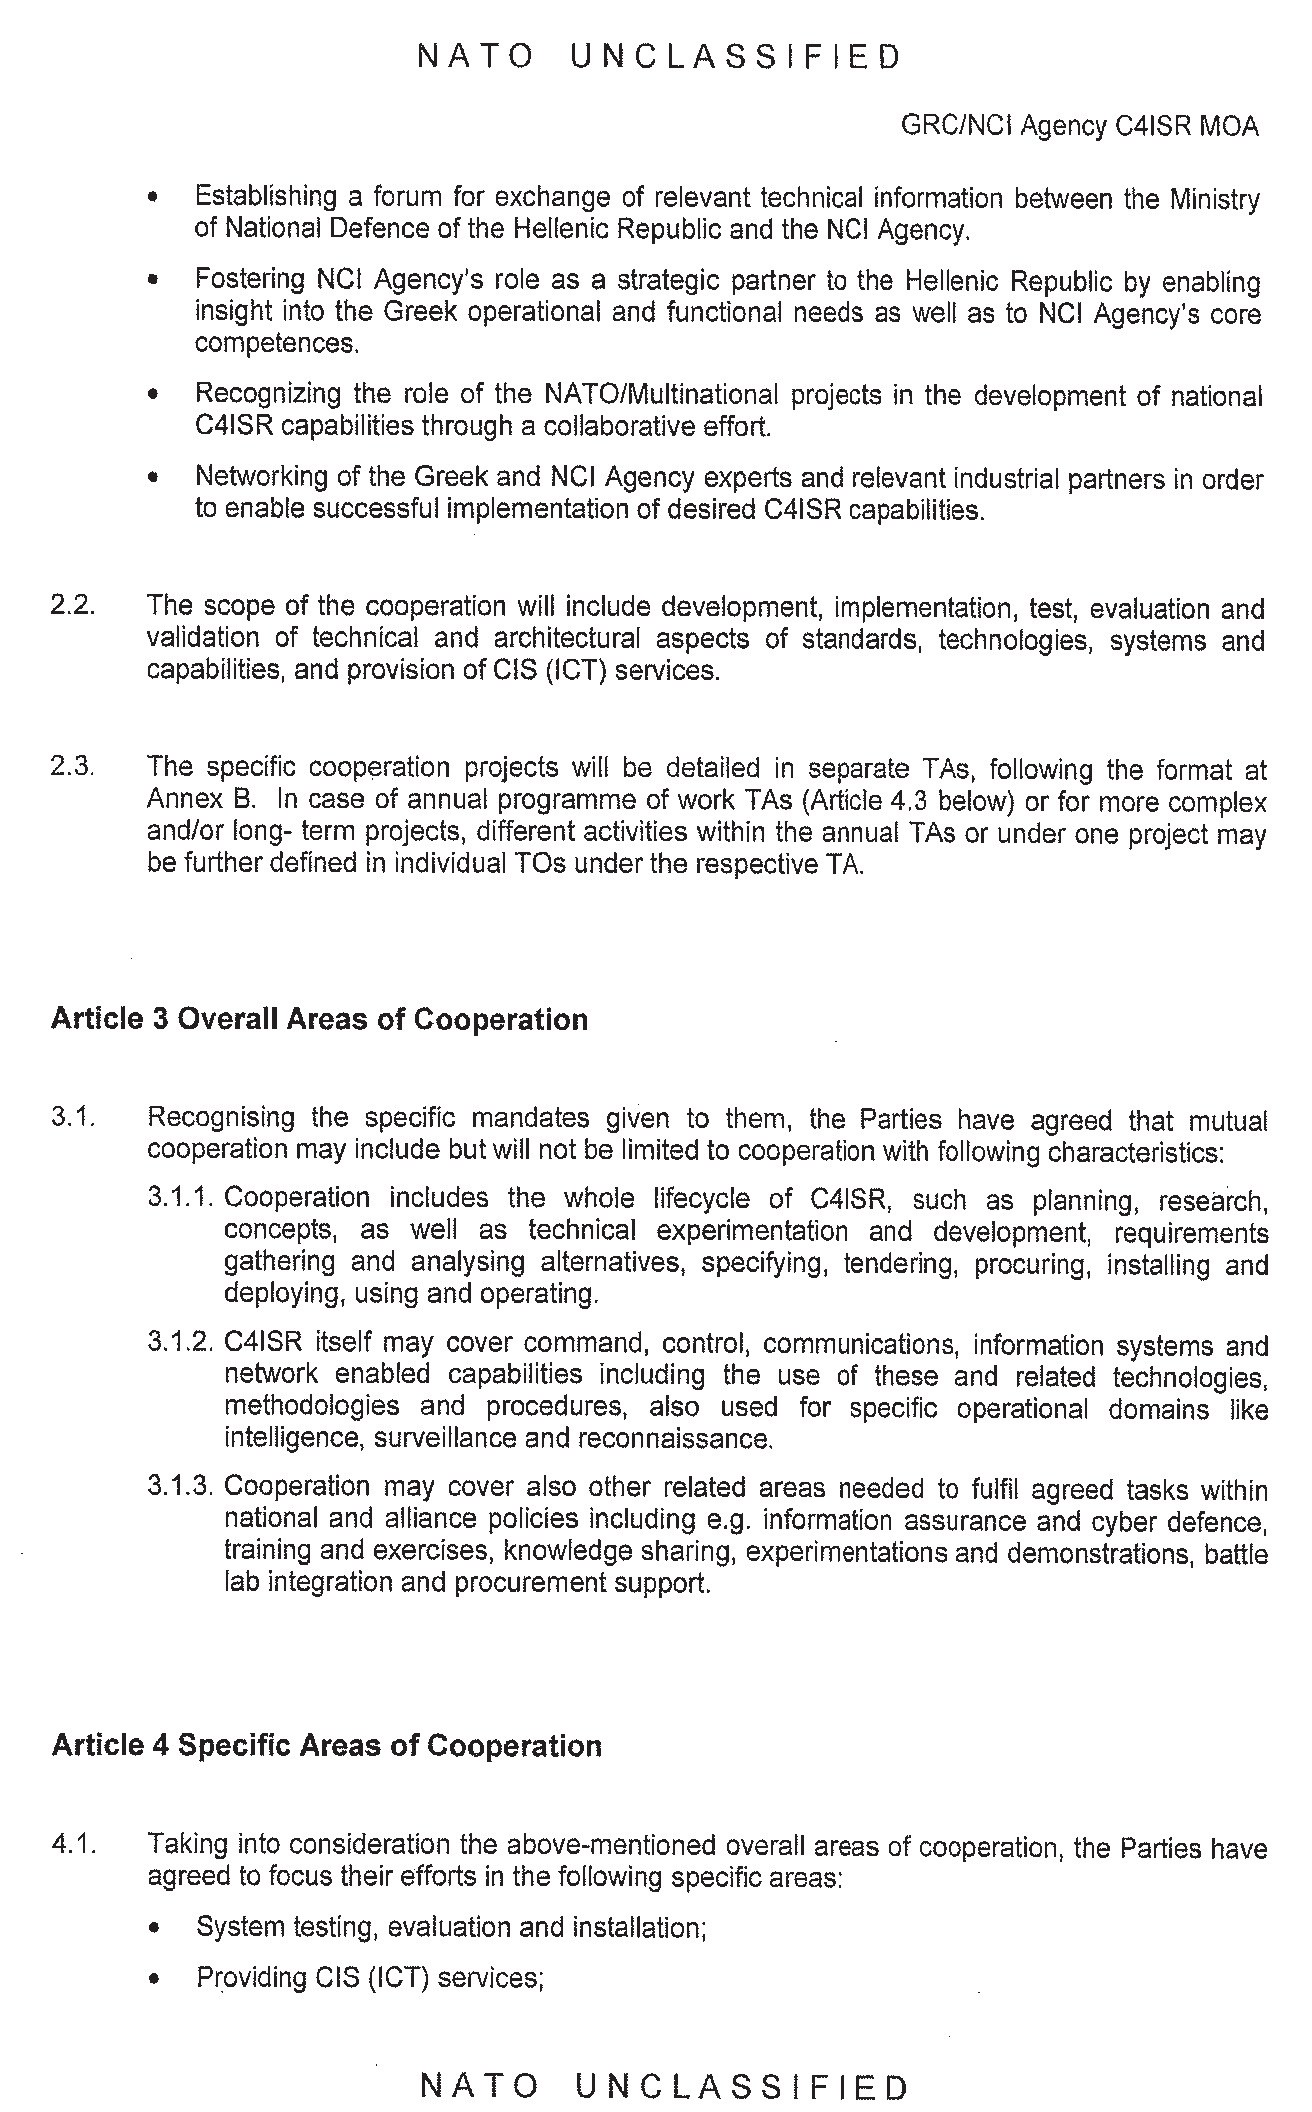 NATO UNCLASSIFIED
GRC/NCI Agency C4ISR MOA
• Establishing a forum for exchange of relevant technical information between the Ministry
of National Defence of the Hellenic Republic and the NCI Agency.
• Fostering NCI Agency's role as a strategic partner to the Hellenic Republic by enabling
insight into the Greek operational and functional needs as well as to NCI Agency's core
competences.
• Recognizing the role of the NATO/Multinational projects in the development of national
C4ISR capabilities through a collaborative effort.
• Networking of the Greek and NCI Agency experts and relevant industrial partners in order
to enable successful implementation of desired C4ISR capabilities.
2.2. The scope of the cooperation will include development, implementation, test, evaluation and
validation of technical and architectural aspects of standards, technologies, systems and
capabilities, and provision of CIS (ICT) services.
2.3. The specific cooperation projects will be detailed in separate TAs, following the format at
Annex B. In case of annual programme of work TAs (Article 4.3 below) or for more complex
and/or long- term projects, different activities within the annual TAs or under one project may
be further defined in individual TOs under the respective TA.
Article 3 Overall Areas of Cooperation
3.1. Recognising the specific mandates given to them, the Parties have agreed that mutual
cooperation may include but will not be limited to cooperation with following characteristics:
3.1.1. Cooperation includes the whole lifecycle of C4ISR, such as planning, research,
concepts, as well as technical experimentation and development, requirements
gathering and analysing alternatives, specifying, tendering, procuring, installing and
deploying, using and operating.
3.1.2. C4ISR itself may cover command, control, communications, information systems and
network enabled capabilities including the use of these and related technologies,
methodologies and procedures, also used for specific operational domains like
intelligence, surveillance and reconnaissance.
3.1.3. Cooperation may cover also other related areas needed to fulfil agreed tasks within
national and alliance policies including e.g. information assurance and cyber defence,
training and exercises, knowledge sharing, experimentations and demonstrations, battle
lab integration and procurement support.
Article 4 Specific Areas of Cooperation
4.1. Taking into consideration the above-mentioned overall areas of cooperation, the Parties have
agreed to focus their efforts in the following specific areas:
• System testing, evaluation and installation;
• Providing CIS (ICT) services;
NATO UNCLASSIFIED